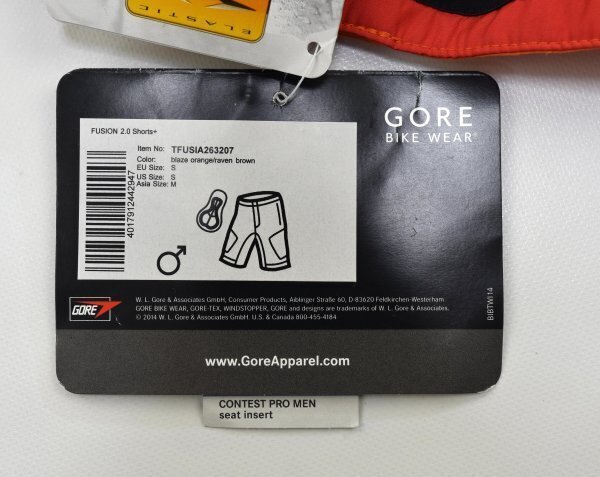 ELASTIC
GORE
BIKE WEAR®
FUSION 2.0 Shorts+
Item No: TFUSIA263207
Color: blaze orange/raven brown
EU Size: S
US Size: S
Asia Size: M
4017912442947
GORE
W. L. Gore & Associates GmbH, Consumer Products, Aiblinger Straße 60, D 83620 Feldkirchen-Westerham
GORE BIKE WEAR, GORE-TEX, WINDSTOPPER, GORE and designs are trademarks of W. L. Gore & Associates.
© 2014 W. L. Gore & Associates GmbH. U.S. & Canada 800-455-4184
BIBTWI14
www.GoreApparel.com
CONTEST PRO MEN
seat insert